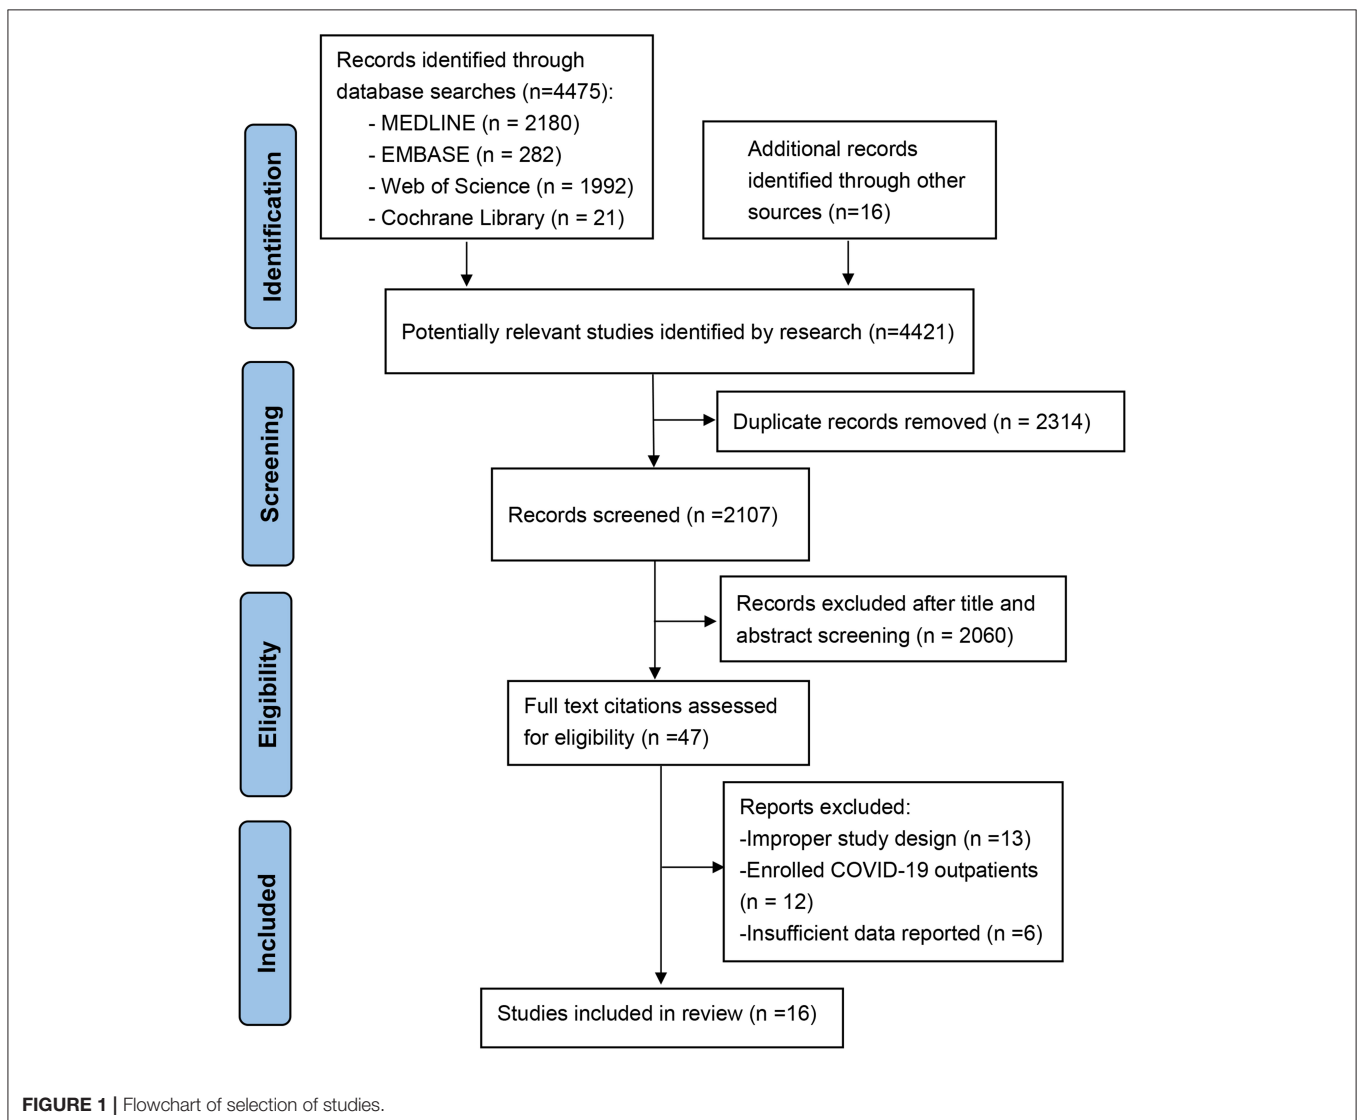 Records identified through
database searches (n=4475):
- MEDLINE (n = 2180)
- EMBASE (n = 282)
- Web of Science (n = 1992)
- Cochrane Library (n = 21)
Additional records
identified through other
sources (n=16)
Identification
Potentially relevant studies identified by research (n=4421)
Screening
Duplicate records removed (n = 2314)
Records screened (n =2107)
Records excluded after title and
abstract screening (n = 2060)
Eligibility
Full text citations assessed
for eligibility (n =47)
Reports excluded:
-Improper study design (n =13)
-Enrolled COVID-19 outpatients
(n = 12)
-Insufficient data reported (n =6)
Included
Studies included in review (n =16)
FIGURE 1 | Flowchart of selection of studies.